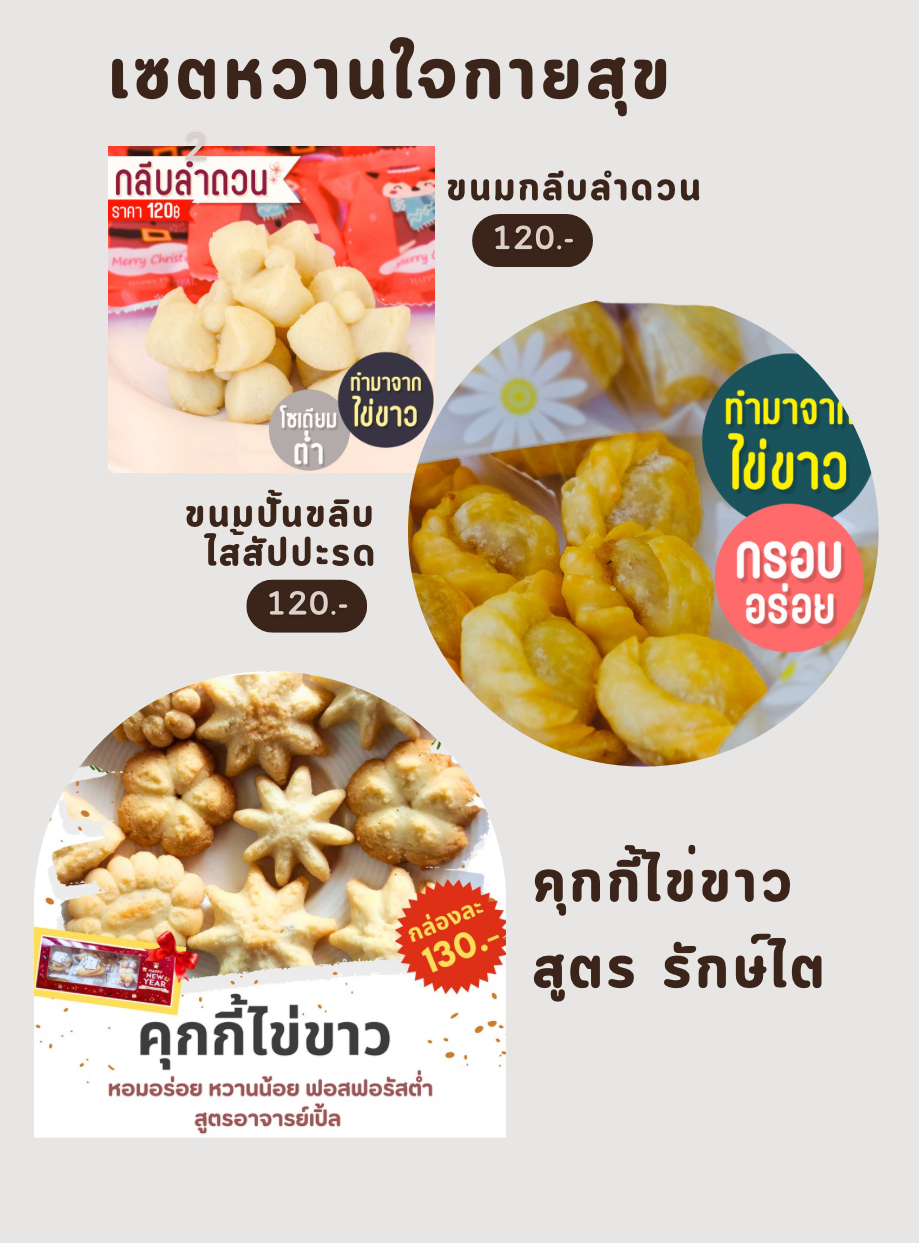 เซตหวานใจกายสุข
2
กลีบลำดวน
ราคา 120฿
Merry Christ
โซเดียม
ต่ำ
ทำมาจาก
ไข่ขาว
ขนมกลีบลำดวน
120.-
ทำมาจาก
ไข่ขาว
กรอบ
อร่อย
ขนมปั้นขลิบ
ไส้สัปปะรด
120.-
กล่องละ
130.-
HAPPY
NEW
YEAR
คุกกี้ไข่ขาว
หอมอร่อย หวานน้อย ฟอสฟอรัสต่ำ
สูตรอาจารย์เปิ้ล
คุกกี้ไข่ขาว
สูตร รักษ์ไต